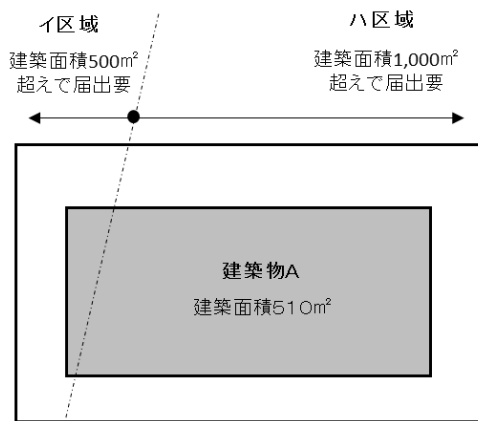 イ区域
建築面積500㎡
超えで届出要
ハ区域
建築面積1,000㎡
超えで届出要
建築物A
建築面積510㎡